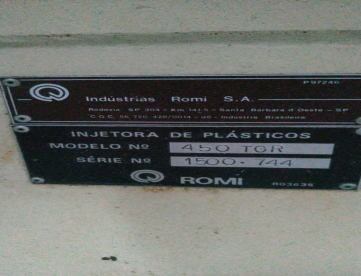 P97246
Indústrias Romi S.A.
Rodovia SP 304 - Km 141,5 - Santa Bárbara d'Oeste - SP
Indústria Brasileira
INJETORA DE PLÁSTICOS
MODELO Nº 450 TGR
SÉRIE Nº 1500-744
ROMI
R03636